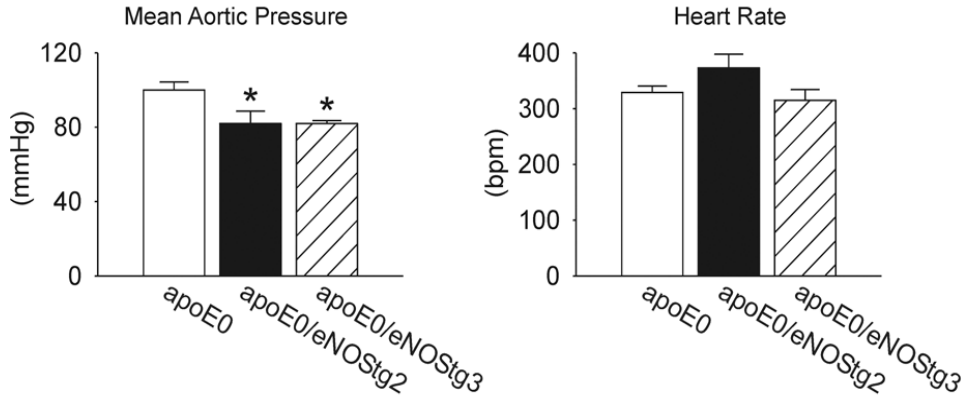 Mean Aortic Pressure
120
80
40
0
(mmHg)
*
*
apoE0
apoE0/eNOStg2
apoE0/eNOStg3
Heart Rate
400
300
200
100
0
(bpm)
apoE0
apoE0/eNOStg2
apoE0/eNOStg3